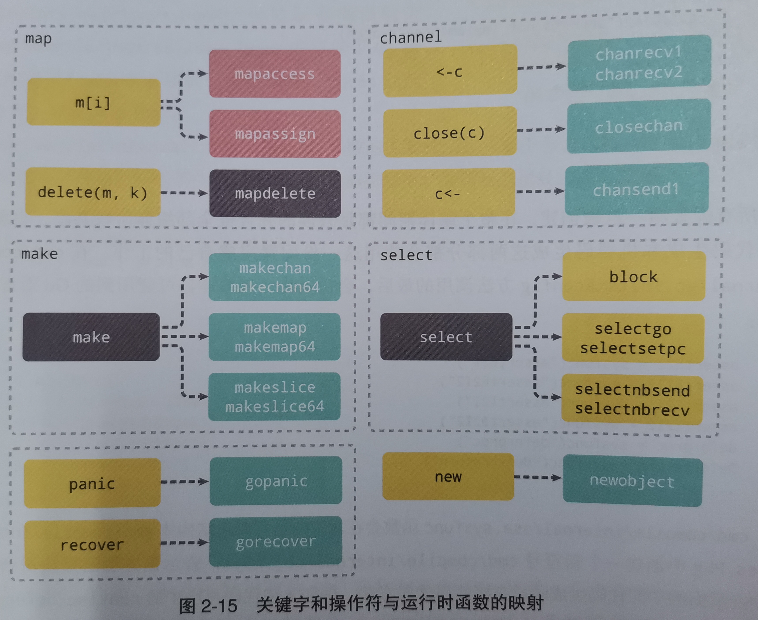 map
m[i]
mapaccess
mapassign
delete(m, k)
mapdelete
channel
<-c
chanrecv1
chanrecv2
close(c)
closechan
c<-
chansend1
make
make
makechan
makechan64
makemap
makemap64
makeslice
makeslice64
select
select
block
selectgo
selectsetpc
selectnbsend
selectnbrecv
panic
gopanic
recover
gorecover
new
newobject
图 2-15 关键字和操作符与运行时函数的映射